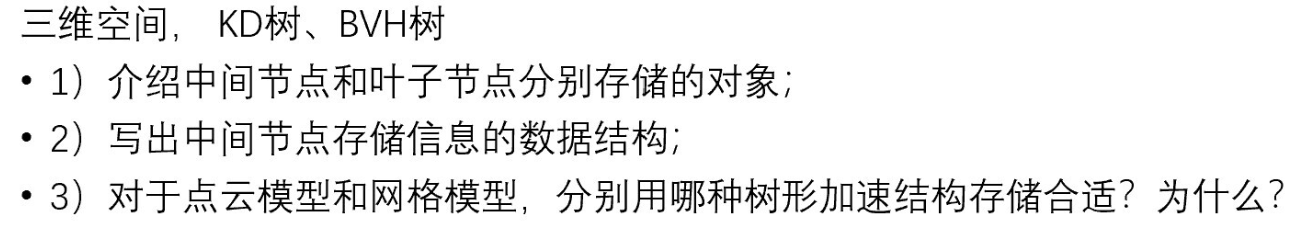 三维空间， KD树、BVH树
• 1）介绍中间节点和叶子节点分别存储的对象；
• 2）写出中间节点存储信息的数据结构；
• 3）对于点云模型和网格模型，分别用哪种树形加速结构存储合适？为什么？